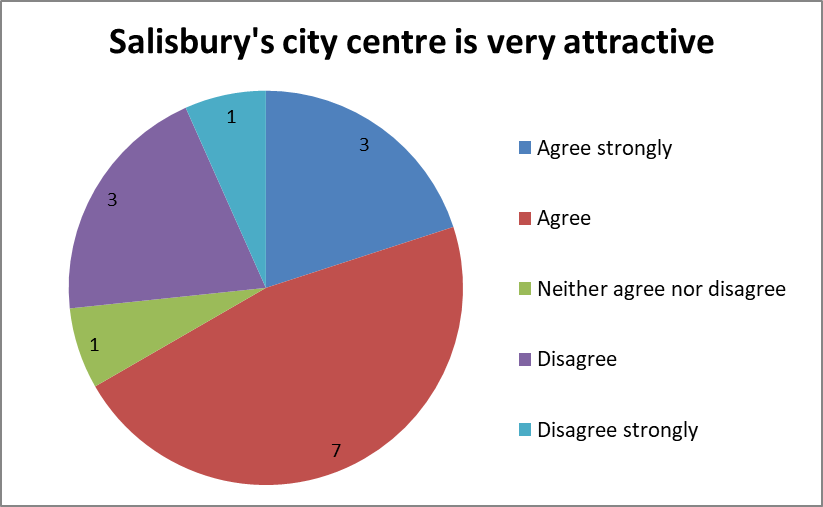 Salisbury's city centre is very attractive
1
3
3
Agree strongly
3
Agree
1
Neither agree nor disagree
Disagree
7
Disagree strongly